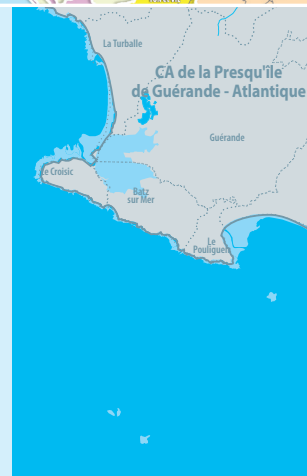 La Turballe
CA de la Presqu'île
de Guérande - Atlantique
Guérande
Le Croisic
Batz
sur Mer
Le
Pouliguen